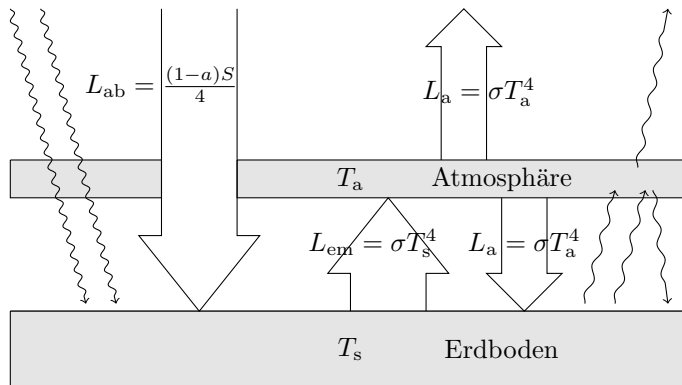 L_ab = (1−a)S/4
L_a = σT_a^4
T_a Atmosphäre
L_em = σT_s^4
L_a = σT_a^4
T_s Erdboden